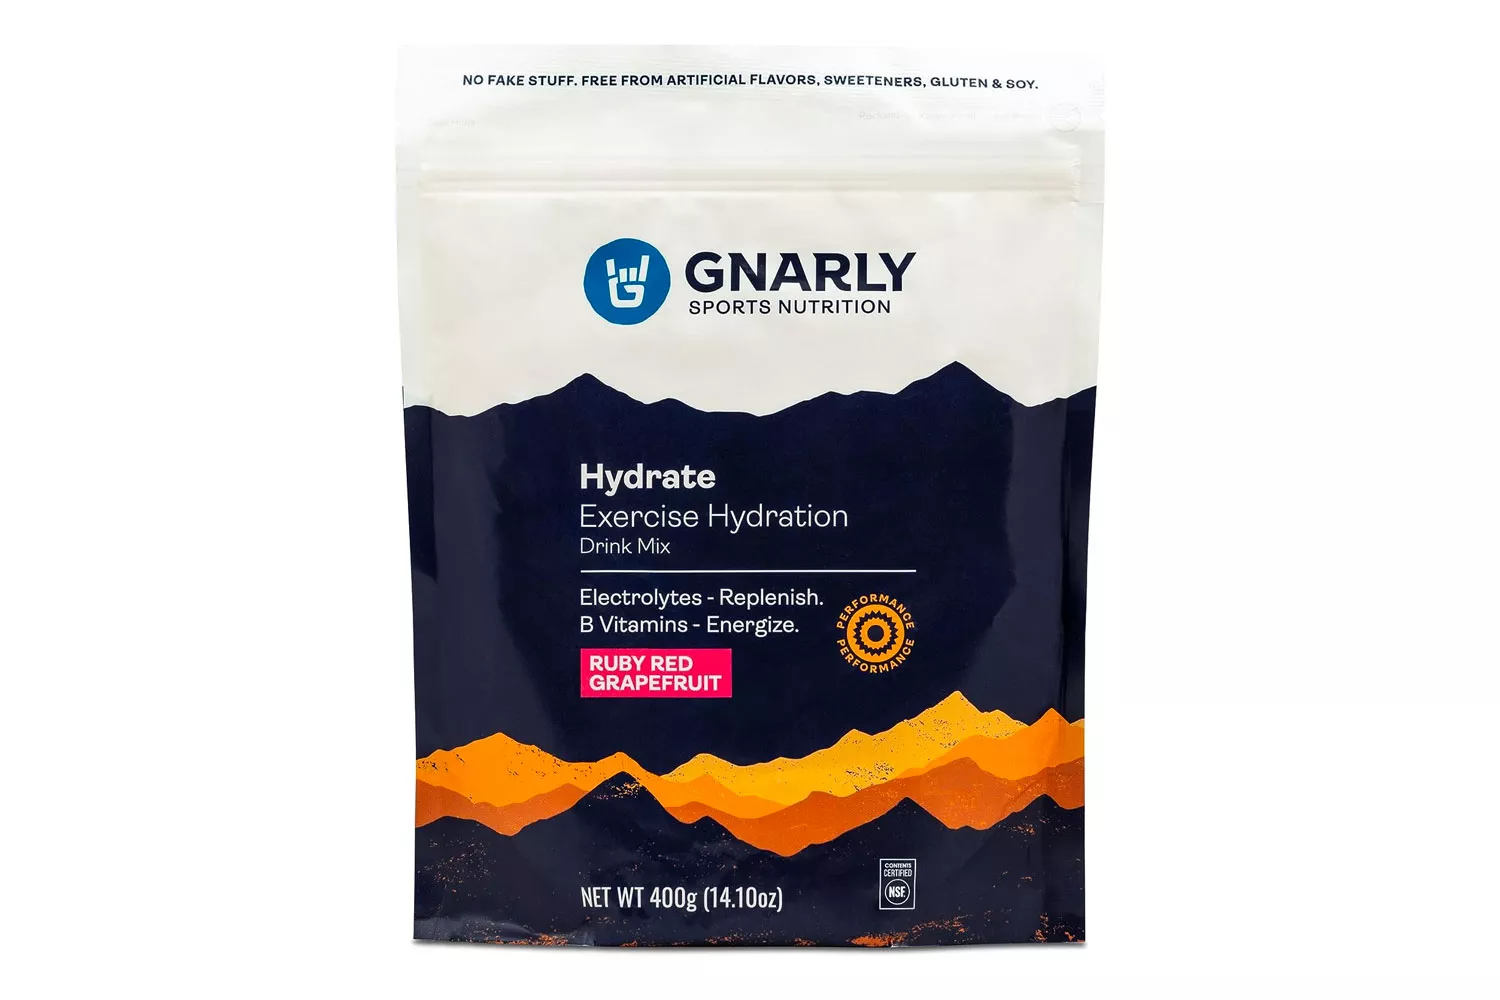 NO FAKE STUFF. FREE FROM ARTIFICIAL FLAVORS, SWEETENERS, GLUTEN & SOY.
GNARLY
SPORTS NUTRITION
Hydrate
Exercise Hydration
Drink Mix
Electrolytes - Replenish.
B Vitamins - Energize.
PERFORMANCE
PERFORMANCE
RUBY RED
GRAPEFRUIT
CONTENTS
CERTIFIED
NSF
NET WT 400g (14.10oz)